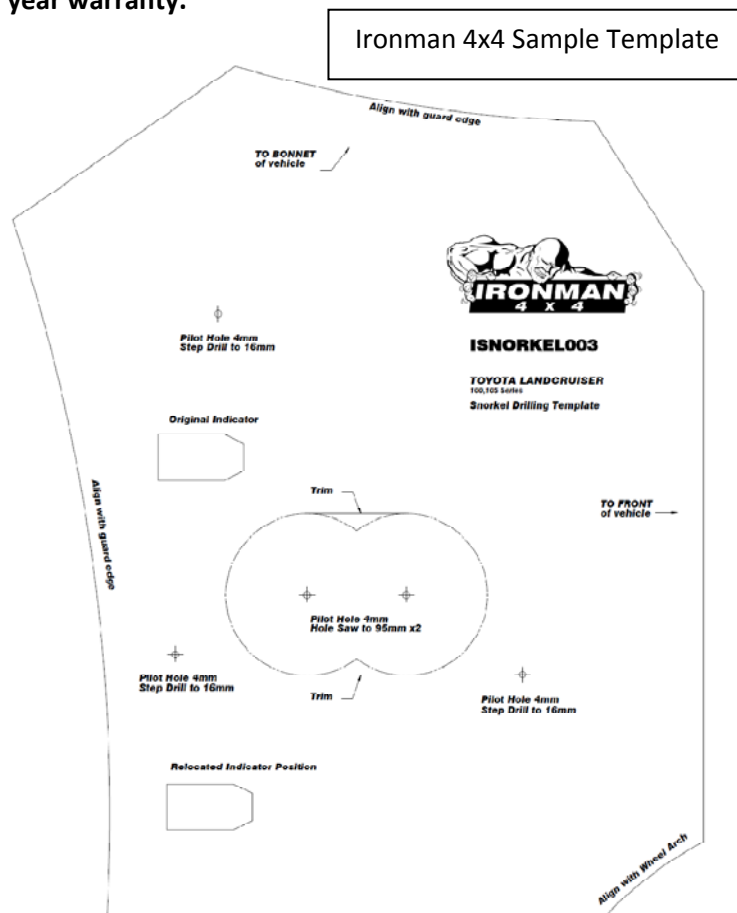 year warranty.
Ironman 4x4 Sample Template
Align with guard edge
TO BONNET
of vehicle
IRONMAN
4 x 4
Pilot Hole 4mm
Step Drill to 16mm
ISNORKEL003
TOYOTA LANDCRUISER
100,105 Series
Snorkel Drilling Template
Original Indicator
Align with guard edge
Trim
TO FRONT
of vehicle
Pilot Hole 4mm
Hole Saw to 95mm x2
Pilot Hole 4mm
Step Drill to 16mm
Trim
Pilot Hole 4mm
Step Drill to 16mm
Relocated Indicator Position
Align with Wheel Arch